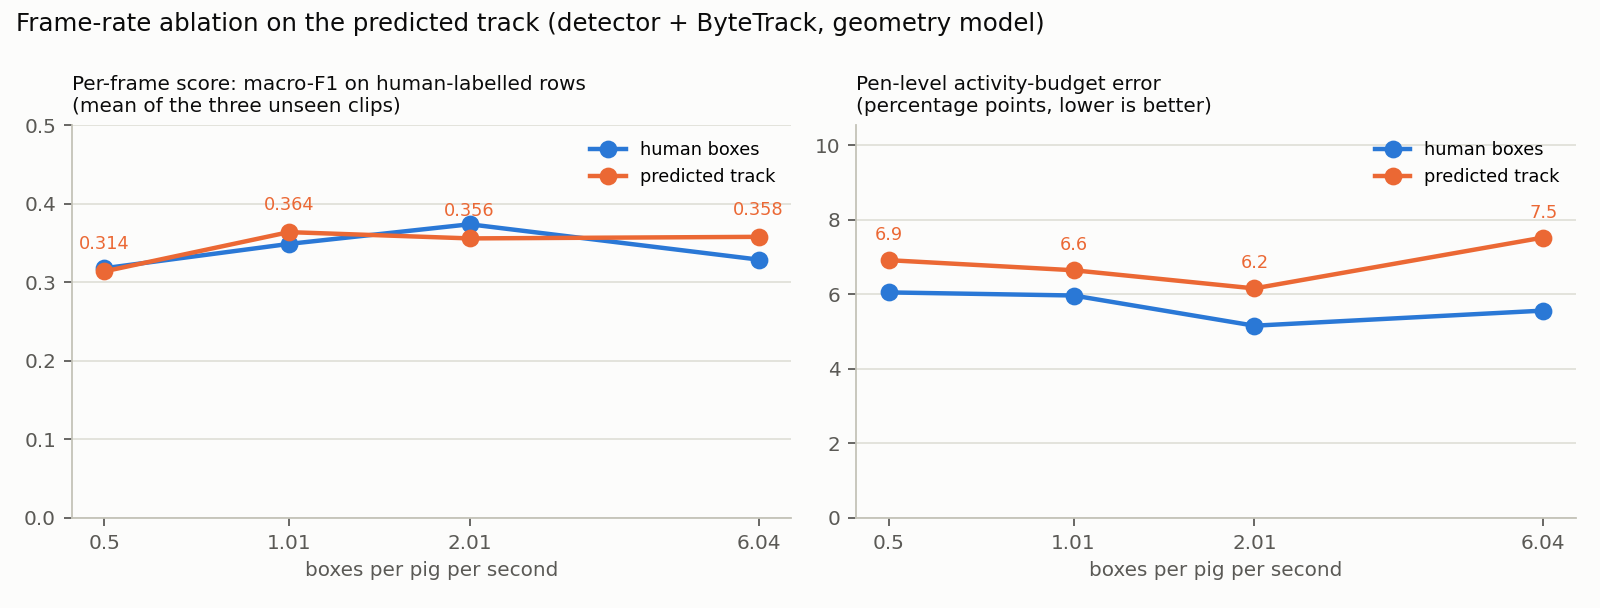 Frame-rate ablation on the predicted track (detector + ByteTrack, geometry model)
Per-frame score: macro-F1 on human-labelled rows
(mean of the three unseen clips)
0.5
0.4
0.3
0.2
0.1
0.0
human boxes
predicted track
0.314
0.364
0.356
0.358
0.5
1.01
2.01
6.04
boxes per pig per second
Pen-level activity-budget error
(percentage points, lower is better)
10
8
6
4
2
0
human boxes
predicted track
6.9
6.6
6.2
7.5
0.5
1.01
2.01
6.04
boxes per pig per second